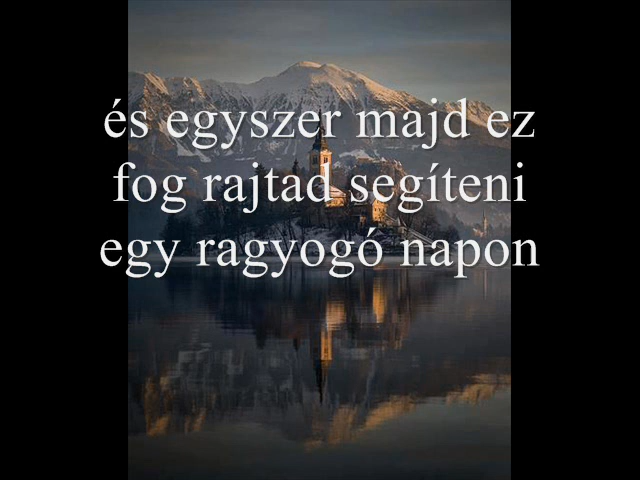 és egyszer majd ez
fog rajtad segíteni
egy ragyogó napon